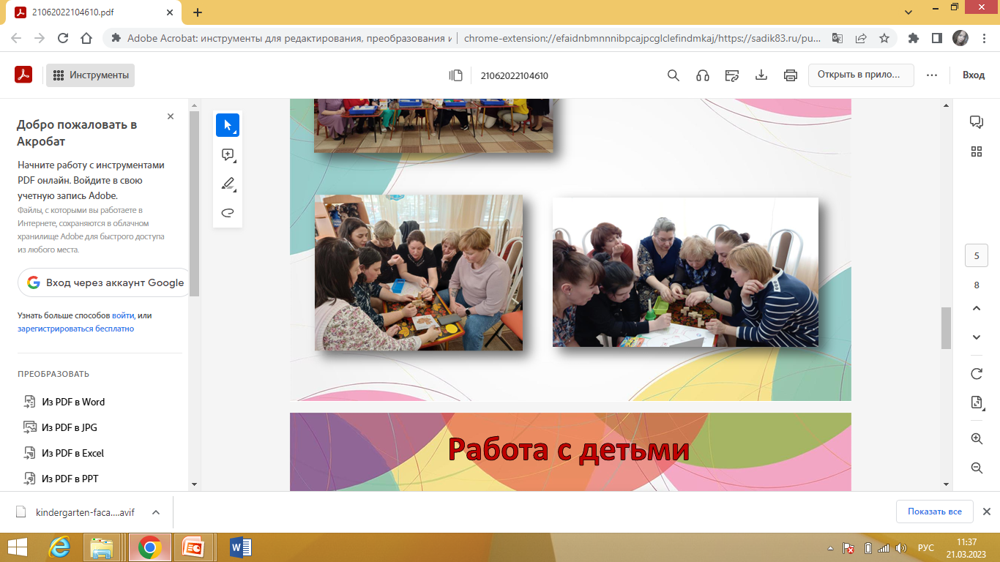 21062022104610.pdf
Adobe Acrobat: инструменты для редактирования, преобразования и
chrome-extension://efaidnbmnnnibpcajpcglclefindmkaj/https://sadik83.ru/pu...
Инструменты
21062022104610
Открыть в прило...
Вход
Добро пожаловать в
Акробат
Начните работу с инструментами
PDF онлайн. Войдите в свою
учетную запись Adobe.
Файлы, с которыми вы работаете в
Интернете, сохраняются в облачном
хранилище Adobe для быстрого доступа
из любого места.
Вход через аккаунт Google
Узнать больше способов войти, или
зарегистрироваться бесплатно
ПРЕОБРАЗОВАТЬ
Из PDF в Word
Из PDF в JPG
Из PDF в Excel
Из PDF в PPT
5
8
Работа с детьми
kindergarten-faca....avif
Показать все
РУС
11:37
21.03.2023